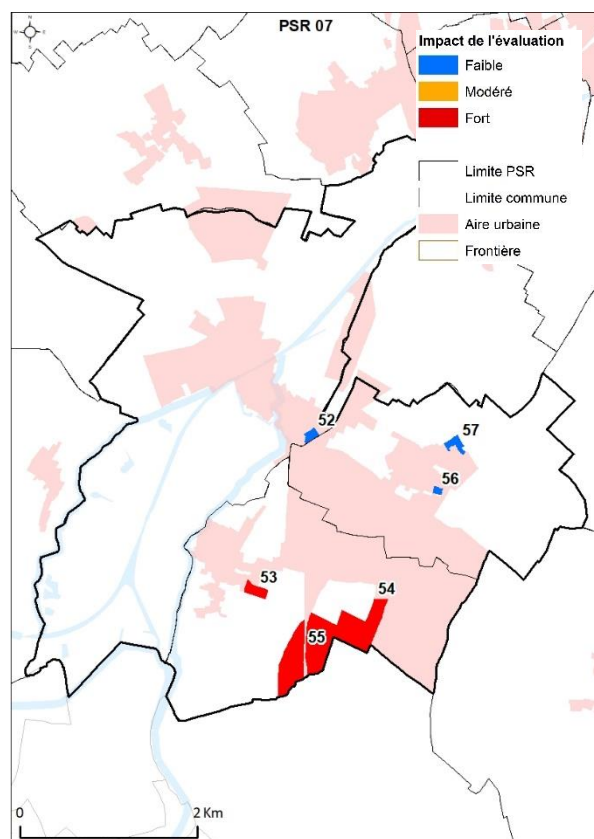 N
W E
S
PSR 07
Impact de l'évaluation
Faible
Modéré
Fort
Limite PSR
Limite commune
Aire urbaine
Frontière
52
57
56
53
54
55
0 2 Km